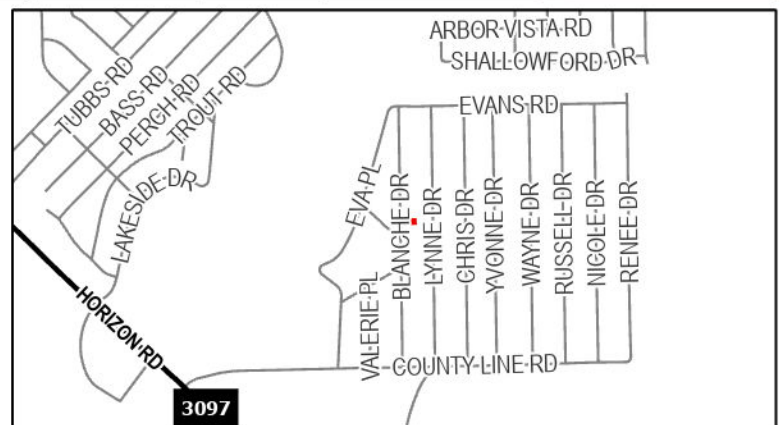 ARBOR VISTA RD
SHALLOWFORD DR
TUBBS RD
BASS RD
PERCH RD
TROUT RD
EVANS RD
LAKESIDE DR
EVA PL
BLANCHE DR
LYNNE DR
CHRIS DR
YVONNE DR
WAYNE DR
RUSSELL DR
NICOLE DR
RENEE DR
VALERIE PL
HORIZON RD
COUNTY LINE RD
3097